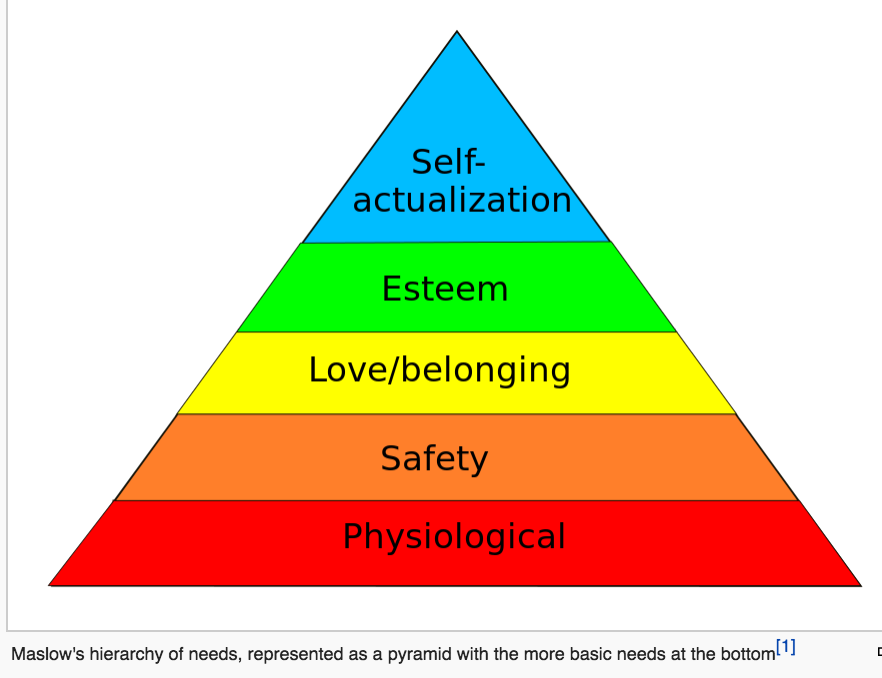 Self-
actualization
Esteem
Love/belonging
Safety
Physiological
Maslow's hierarchy of needs, represented as a pyramid with the more basic needs at the bottom[1]